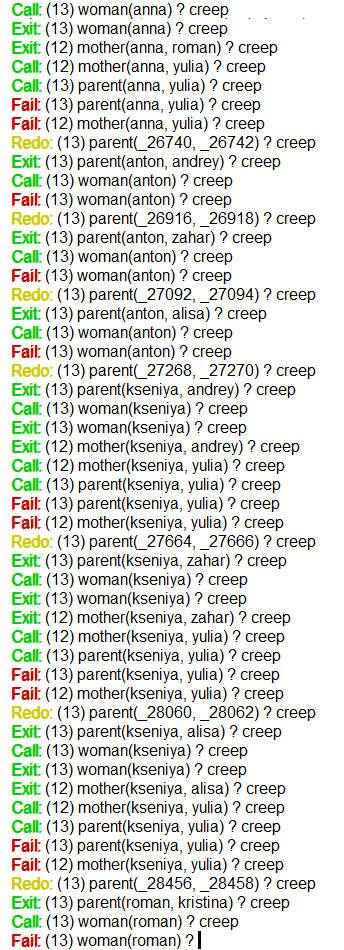 Call: (13) woman(anna) ? creep
Exit: (13) woman(anna) ? creep
Exit: (12) mother(anna, roman) ? creep
Call: (12) mother(anna, yulia) ? creep
Call: (13) parent(anna, yulia) ? creep
Fail: (13) parent(anna, yulia) ? creep
Fail: (12) mother(anna, yulia) ? creep
Redo: (13) parent(_26740, _26742) ? creep
Exit: (13) parent(anton, andrey) ? creep
Call: (13) woman(anton) ? creep
Fail: (13) woman(anton) ? creep
Redo: (13) parent(_26916, _26918) ? creep
Exit: (13) parent(anton, zahar) ? creep
Call: (13) woman(anton) ? creep
Fail: (13) woman(anton) ? creep
Redo: (13) parent(_27092, _27094) ? creep
Exit: (13) parent(anton, alisa) ? creep
Call: (13) woman(anton) ? creep
Fail: (13) woman(anton) ? creep
Redo: (13) parent(_27268, _27270) ? creep
Exit: (13) parent(kseniya, andrey) ? creep
Call: (13) woman(kseniya) ? creep
Exit: (13) woman(kseniya) ? creep
Exit: (12) mother(kseniya, andrey) ? creep
Call: (12) mother(kseniya, yulia) ? creep
Call: (13) parent(kseniya, yulia) ? creep
Fail: (13) parent(kseniya, yulia) ? creep
Fail: (12) mother(kseniya, yulia) ? creep
Redo: (13) parent(_27664, _27666) ? creep
Exit: (13) parent(kseniya, zahar) ? creep
Call: (13) woman(kseniya) ? creep
Exit: (13) woman(kseniya) ? creep
Exit: (12) mother(kseniya, zahar) ? creep
Call: (12) mother(kseniya, yulia) ? creep
Call: (13) parent(kseniya, yulia) ? creep
Fail: (13) parent(kseniya, yulia) ? creep
Fail: (12) mother(kseniya, yulia) ? creep
Redo: (13) parent(_28060, _28062) ? creep
Exit: (13) parent(kseniya, alisa) ? creep
Call: (13) woman(kseniya) ? creep
Exit: (13) woman(kseniya) ? creep
Exit: (12) mother(kseniya, alisa) ? creep
Call: (12) mother(kseniya, yulia) ? creep
Call: (13) parent(kseniya, yulia) ? creep
Fail: (13) parent(kseniya, yulia) ? creep
Fail: (12) mother(kseniya, yulia) ? creep
Redo: (13) parent(_28456, _28458) ? creep
Exit: (13) parent(roman, kristina) ? creep
Call: (13) woman(roman) ? creep
Fail: (13) woman(roman) ?